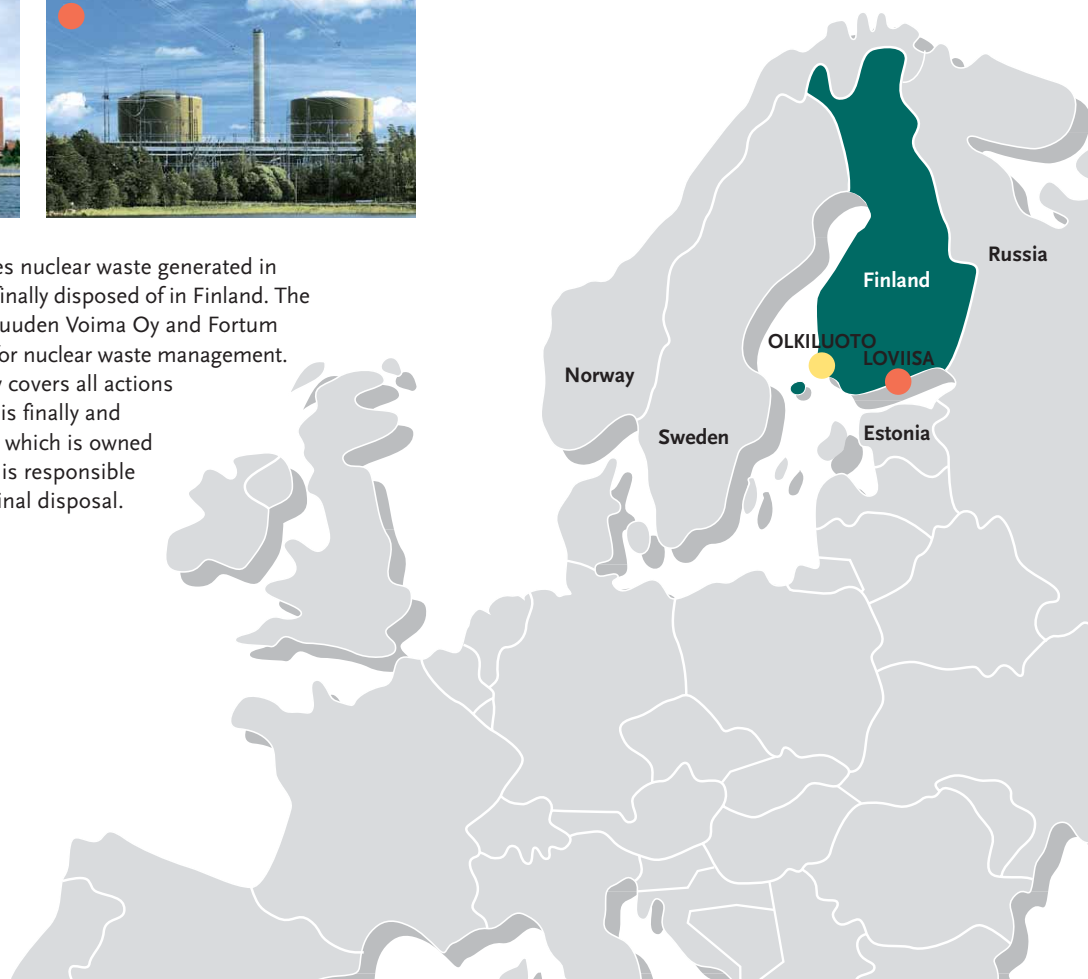 es nuclear waste generated in
finally disposed of in Finland. The
uuden Voima Oy and Fortum
for nuclear waste management.
y covers all actions
is finally and
which is owned
is responsible
inal disposal.
Russia
Finland
OLKILUOTO
LOVIISA
Norway
Sweden
Estonia